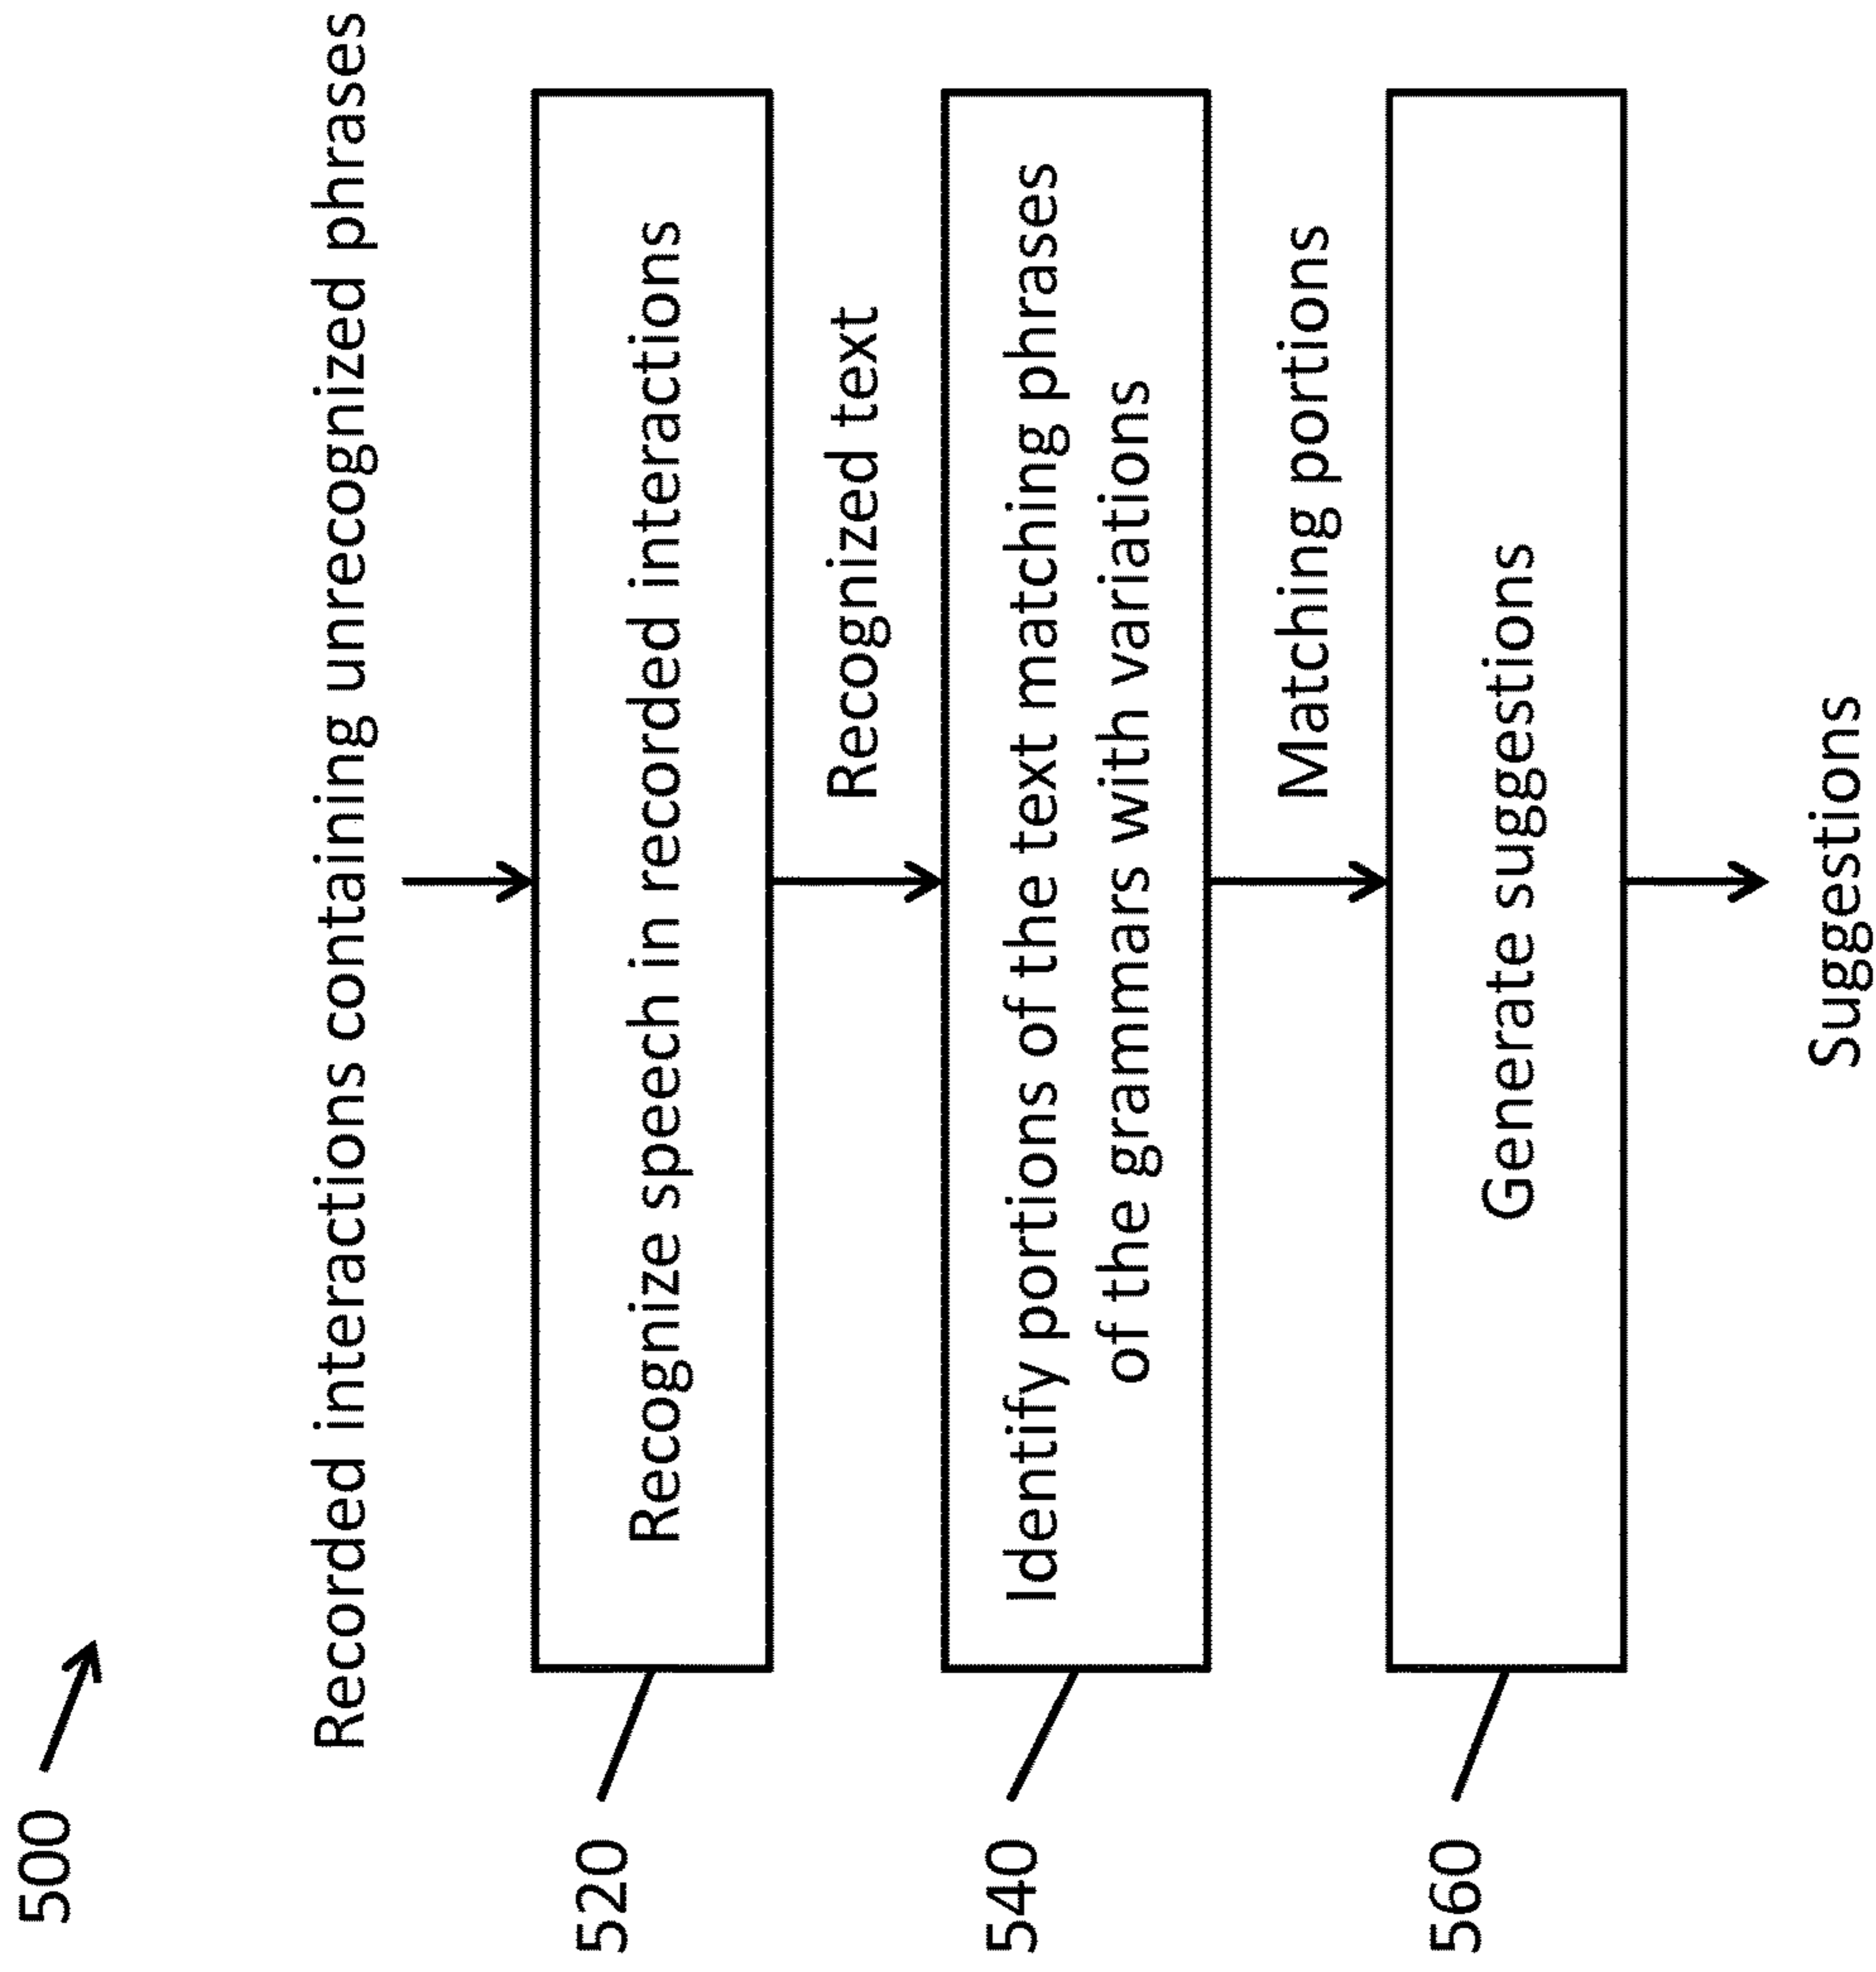 500
Recorded interactions containing unrecognized phrases
520
Recognize speech in recorded interactions
Recognized text
540
Identify portions of the text matching phrases
of the grammars with variations
Matching portions
560
Generate suggestions
Suggestions